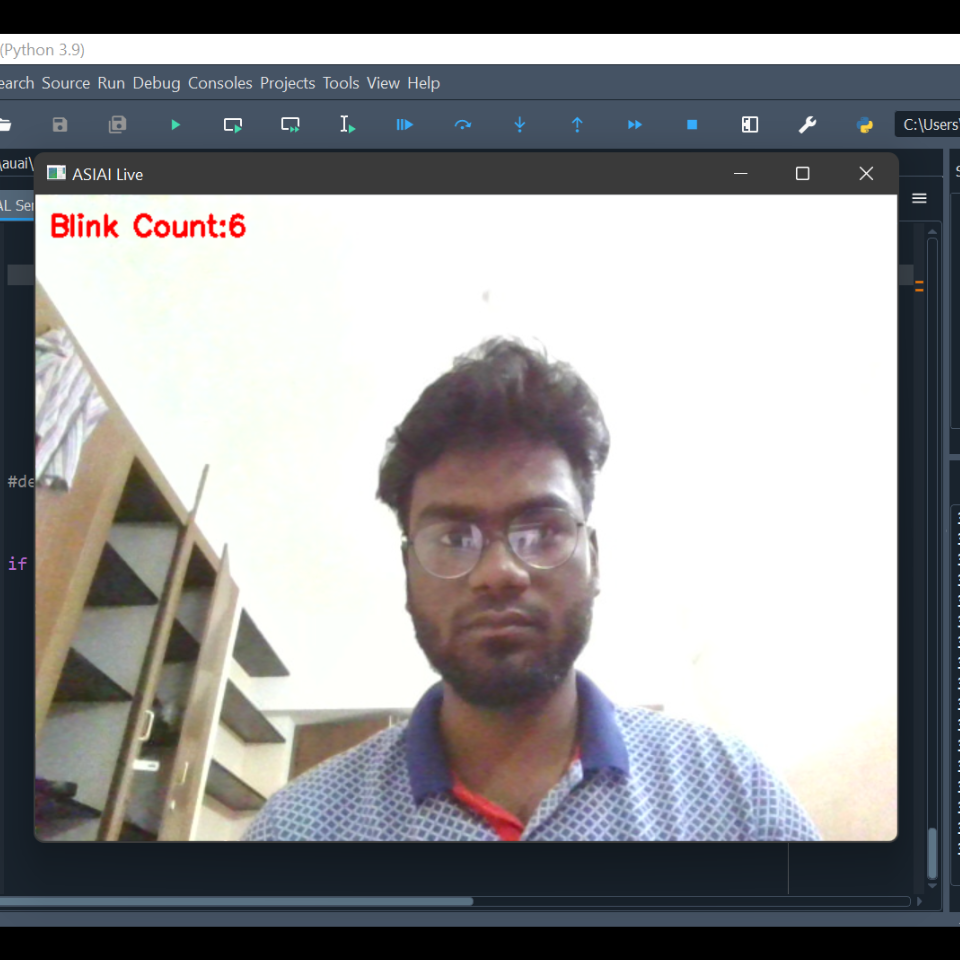 (Python 3.9)
earch Source Run Debug Consoles Projects Tools View Help
C:\Users\
\auai\
ASIAI Live
AL Ser
Blink Count:6
#de
if